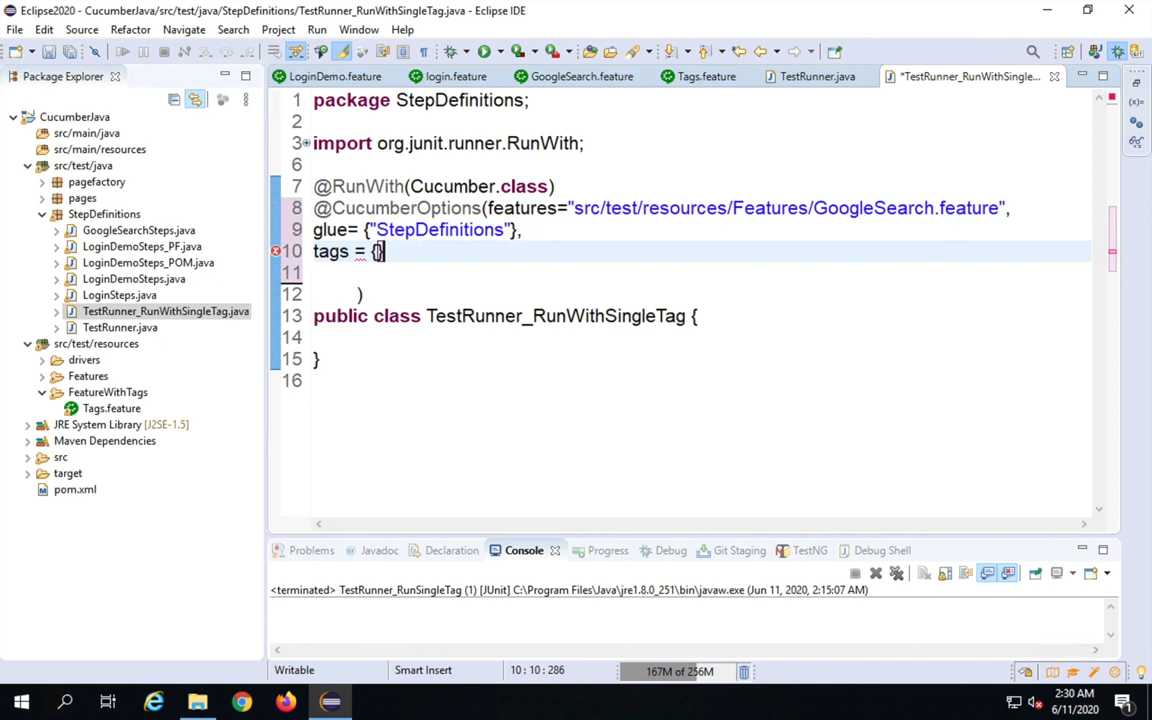 Eclipse2020 - CucumberJava/src/test/java/StepDefinitions/TestRunner_RunWithSingleTag.java - Eclipse IDE
File Edit Source Refactor Navigate Search Project Run Window Help
Package Explorer
LoginDemo.feature login.feature GoogleSearch.feature Tags.feature TestRunner.java *TestRunner_RunWithSingle...
CucumberJava
src/main/java
src/main/resources
src/test/java
pagefactory
pages
StepDefinitions
GoogleSearchSteps.java
LoginDemoSteps_PF.java
LoginDemoSteps_POM.java
LoginDemoSteps.java
LoginSteps.java
TestRunner_RunWithSingleTag.java
TestRunner.java
src/test/resources
drivers
Features
FeatureWithTags
Tags.feature
JRE System Library [J2SE-1.5]
Maven Dependencies
src
target
pom.xml
1 package StepDefinitions;
2
3 import org.junit.runner.RunWith;
6
7 @RunWith(Cucumber.class)
8 @CucumberOptions(features="src/test/resources/Features/GoogleSearch.feature",
9 glue= {"StepDefinitions"},
10 tags = {}
11
12 )
13 public class TestRunner_RunWithSingleTag {
14
15 }
16
Problems Javadoc Declaration Console Progress Debug Git Staging TestNG Debug Shell
<terminated> TestRunner_RunSingleTag (1) [JUnit] C:\Program Files\Java\jre1.8.0_251\bin\javaw.exe (Jun 11, 2020, 2:15:07 AM)
Writable Smart Insert 10 : 10 : 286 167M of 256M
2:30 AM
6/11/2020
1